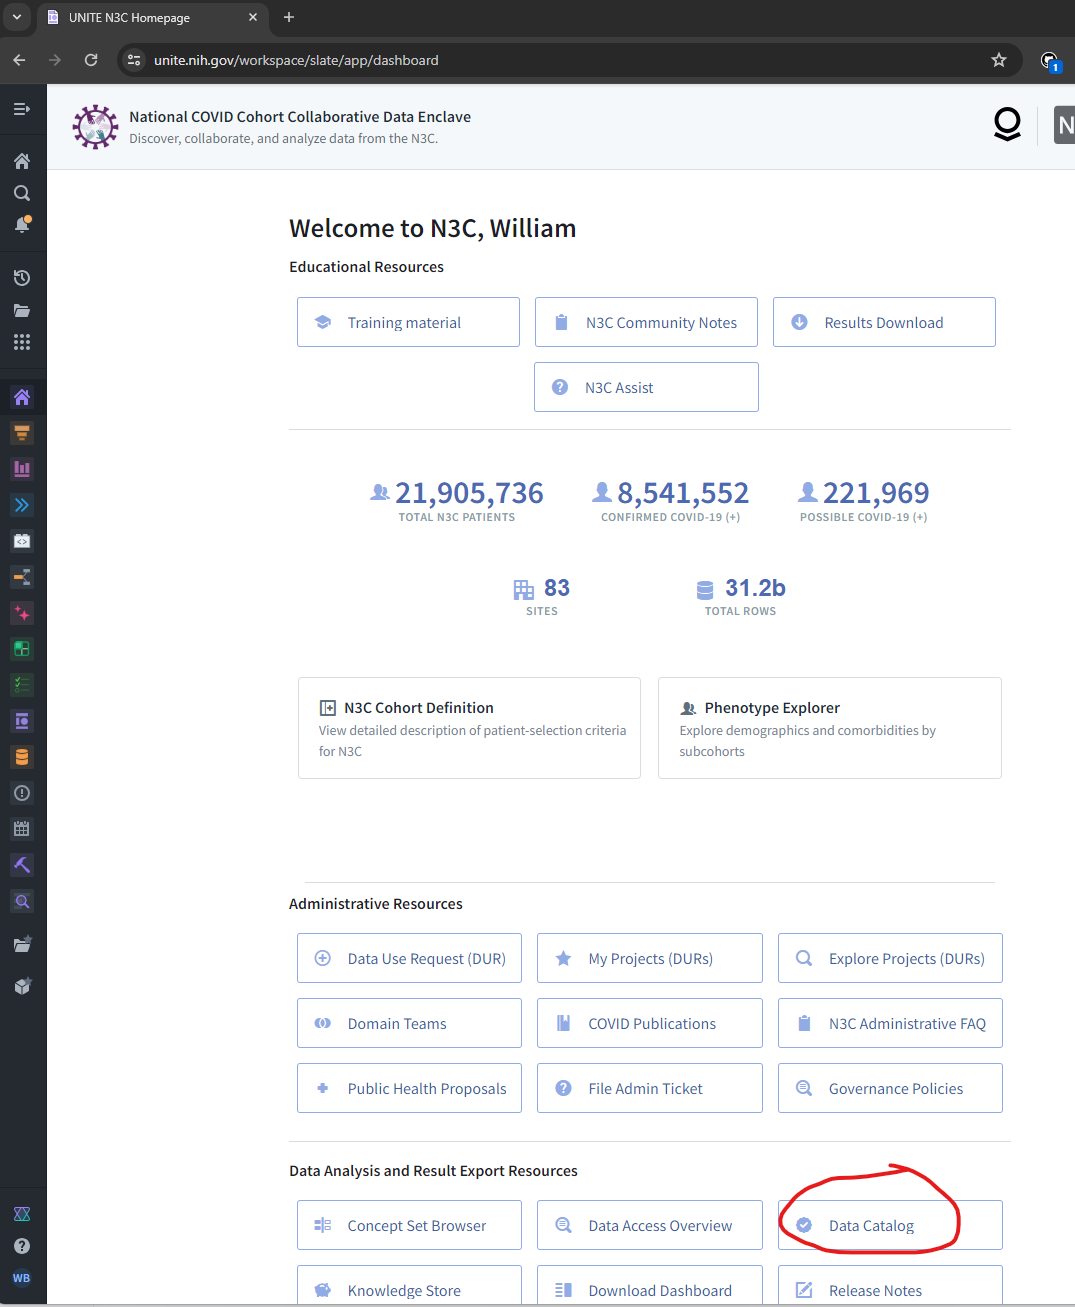 UNITE N3C Homepage
unite.nih.gov/workspace/slate/app/dashboard
1
National COVID Cohort Collaborative Data Enclave
Discover, collaborate, and analyze data from the N3C.
N
Welcome to N3C, William
Educational Resources
Training material
N3C Community Notes
Results Download
N3C Assist
21,905,736
TOTAL N3C PATIENTS
8,541,552
CONFIRMED COVID-19 (+)
221,969
POSSIBLE COVID-19 (+)
83
SITES
31.2b
TOTAL ROWS
N3C Cohort Definition
View detailed description of patient-selection criteria
for N3C
Phenotype Explorer
Explore demographics and comorbidities by
subcohorts
Administrative Resources
Data Use Request (DUR)
My Projects (DURs)
Explore Projects (DURs)
Domain Teams
COVID Publications
N3C Administrative FAQ
Public Health Proposals
File Admin Ticket
Governance Policies
Data Analysis and Result Export Resources
Concept Set Browser
Data Access Overview
Data Catalog
Knowledge Store
Download Dashboard
Release Notes
WB